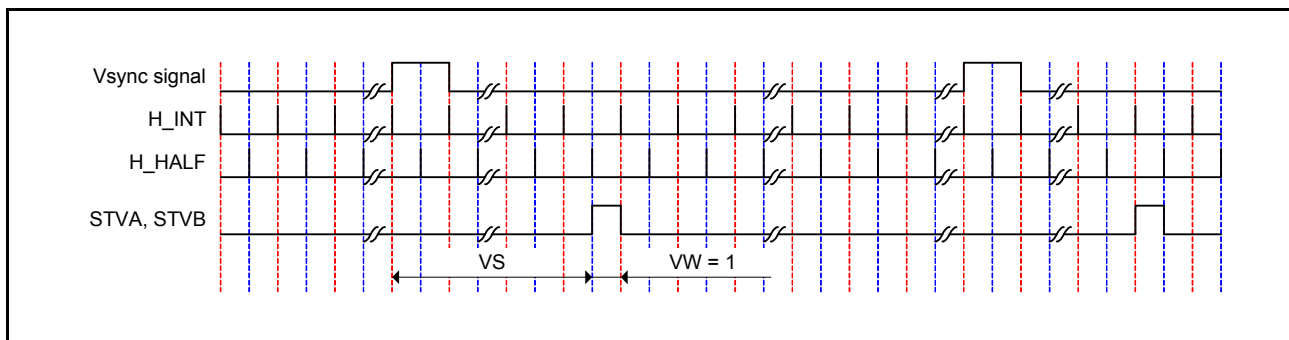 Vsync signal
H_INT
H_HALF
STVA, STVB
VS
VW = 1